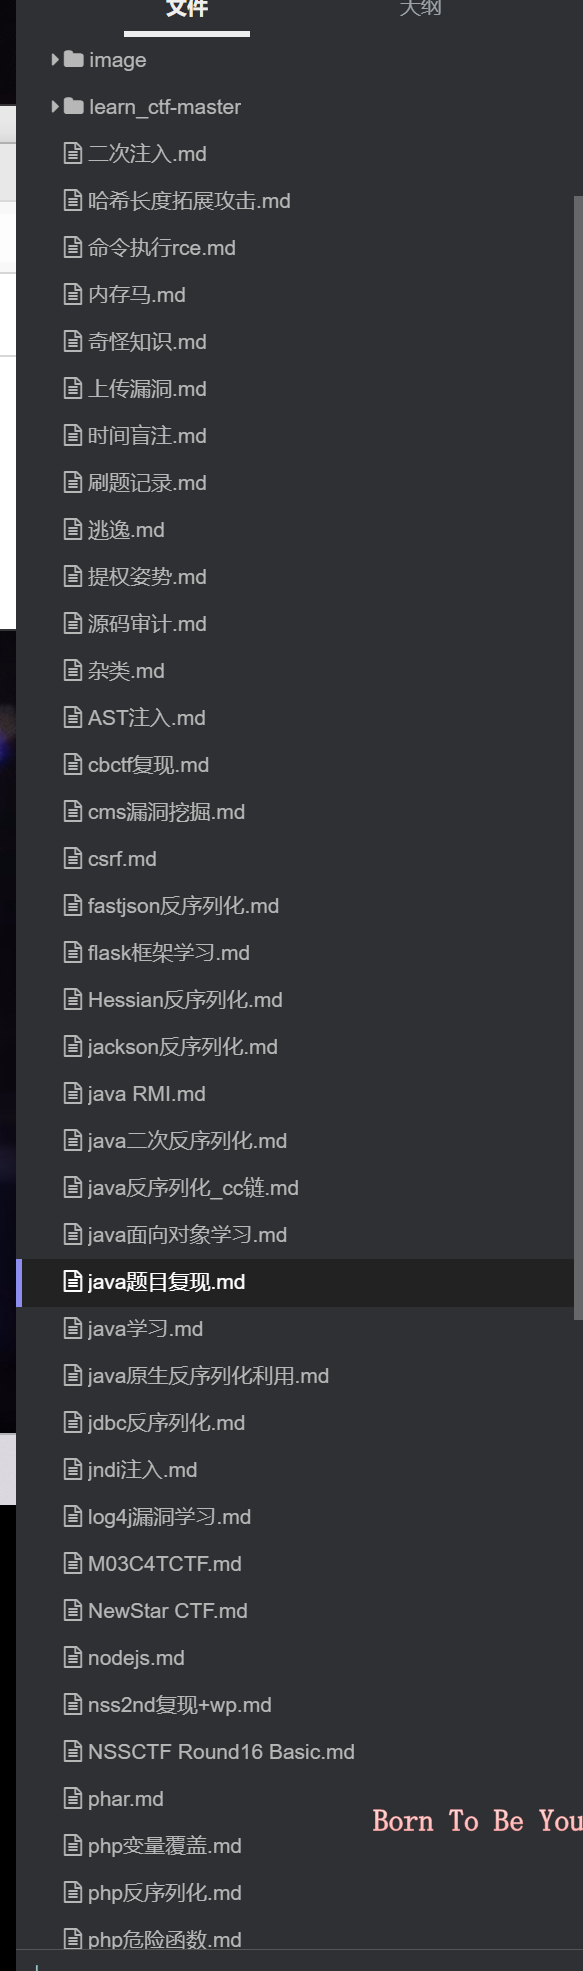 文件
大纲
image
learn_ctf-master
二次注入.md
哈希长度拓展攻击.md
命令执行rce.md
内存马.md
奇怪知识.md
上传漏洞.md
时间盲注.md
刷题记录.md
逃逸.md
提权姿势.md
源码审计.md
杂类.md
AST注入.md
cbctf复现.md
cms漏洞挖掘.md
csrf.md
fastjson反序列化.md
flask框架学习.md
Hessian反序列化.md
jackson反序列化.md
java RMI.md
java二次反序列化.md
java反序列化_cc链.md
java面向对象学习.md
java题目复现.md
java学习.md
java原生反序列化利用.md
jdbc反序列化.md
jndi注入.md
log4j漏洞学习.md
M03C4TCTF.md
NewStar CTF.md
nodejs.md
nss2nd复现+wp.md
NSSCTF Round16 Basic.md
phar.md
Born To Be You
php变量覆盖.md
php反序列化.md
php危险函数.md